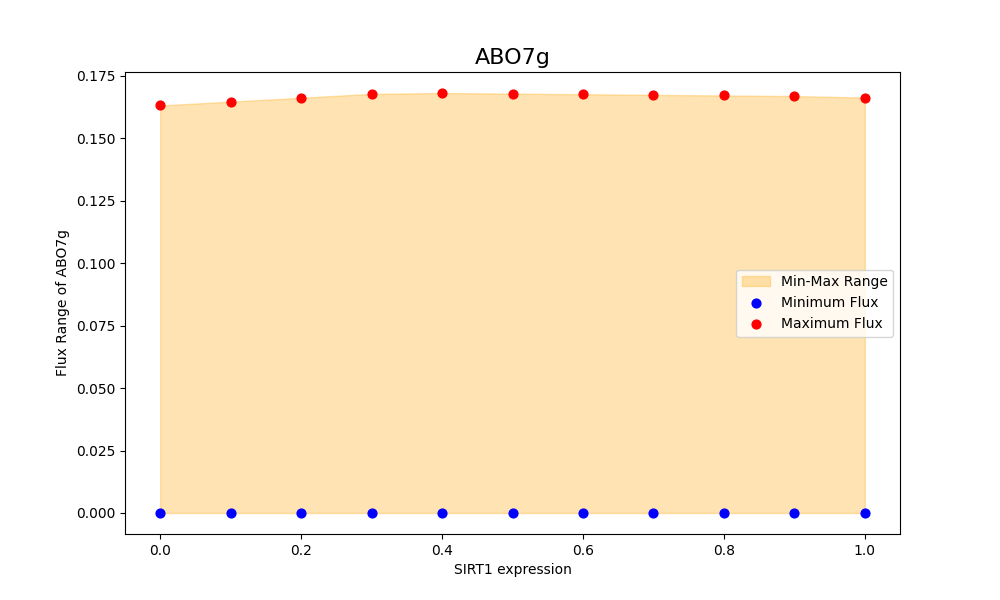 ABO7g
0.175
0.150
0.125
0.100
0.075
0.050
0.025
0.000
Flux Range of ABO7g
Min-Max Range
Minimum Flux
Maximum Flux
0.0 0.2 0.4 0.6 0.8 1.0
SIRT1 expression